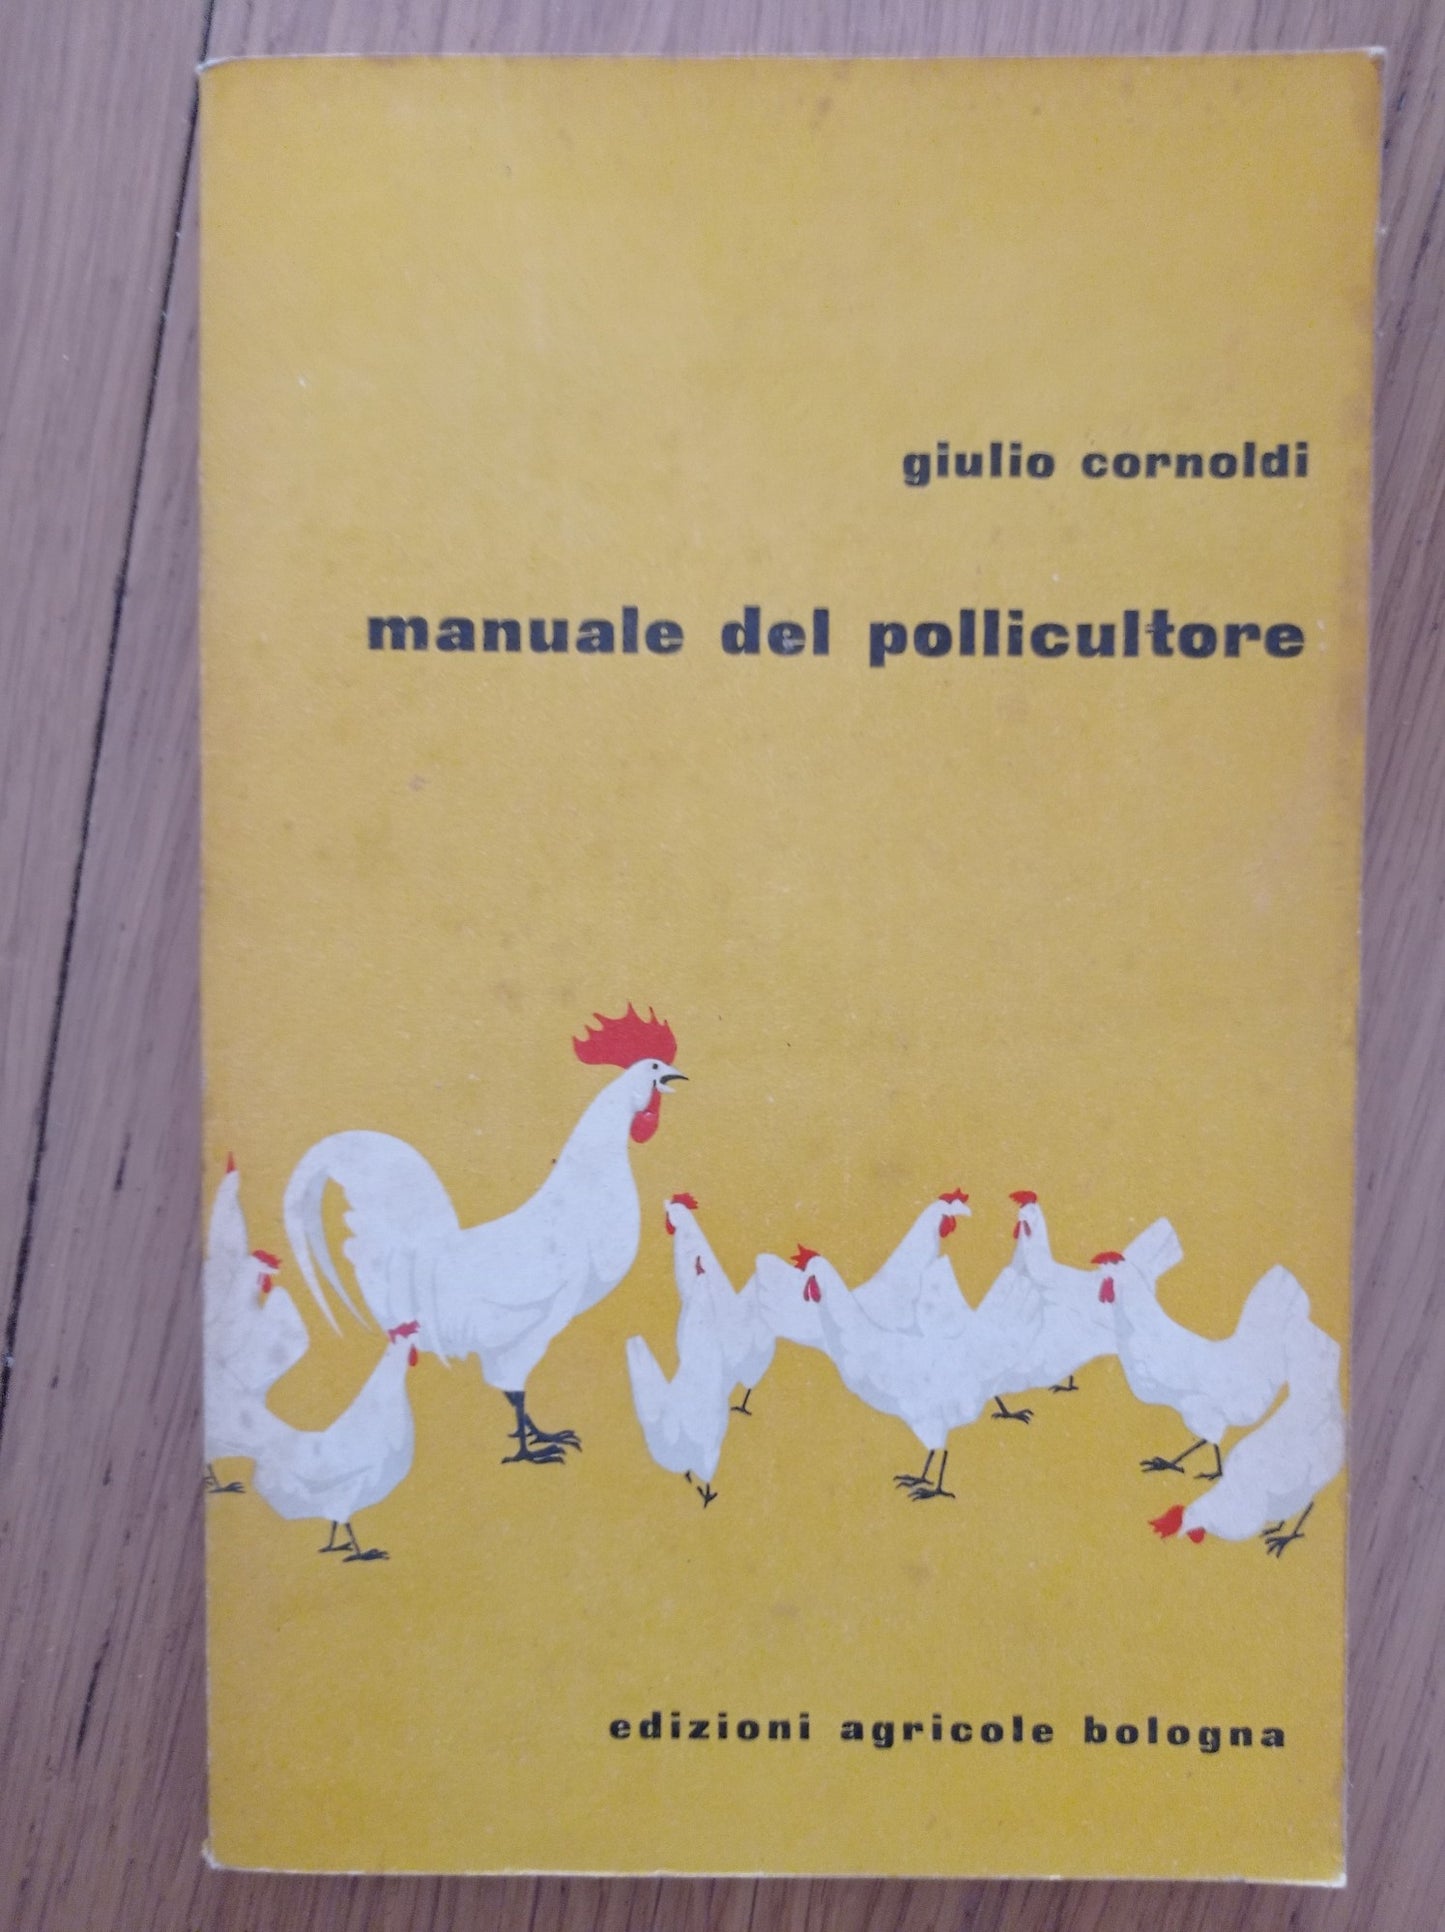 giulio cornoldi
manuale del pollicultore
edizioni agricole bologna